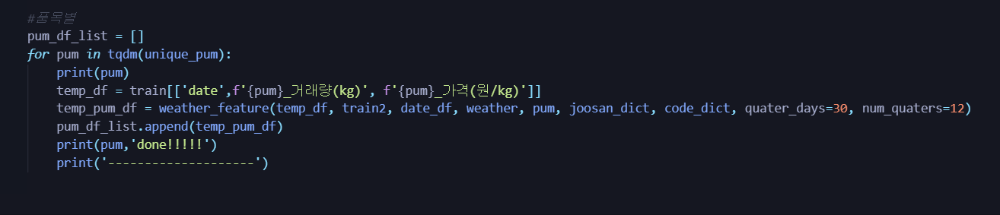 #품목별
pum_df_list = []
for pum in tqdm(unique_pum):
    print(pum)
    temp_df = train[['date',f'{pum}_거래량(kg)', f'{pum}_가격(원/kg)']]
    temp_pum_df = weather_feature(temp_df, train2, date_df, weather, pum, joosan_dict, code_dict, quater_days=30, num_quaters=12)
    pum_df_list.append(temp_pum_df)
    print(pum,'done!!!!!')
    print('--------------------')